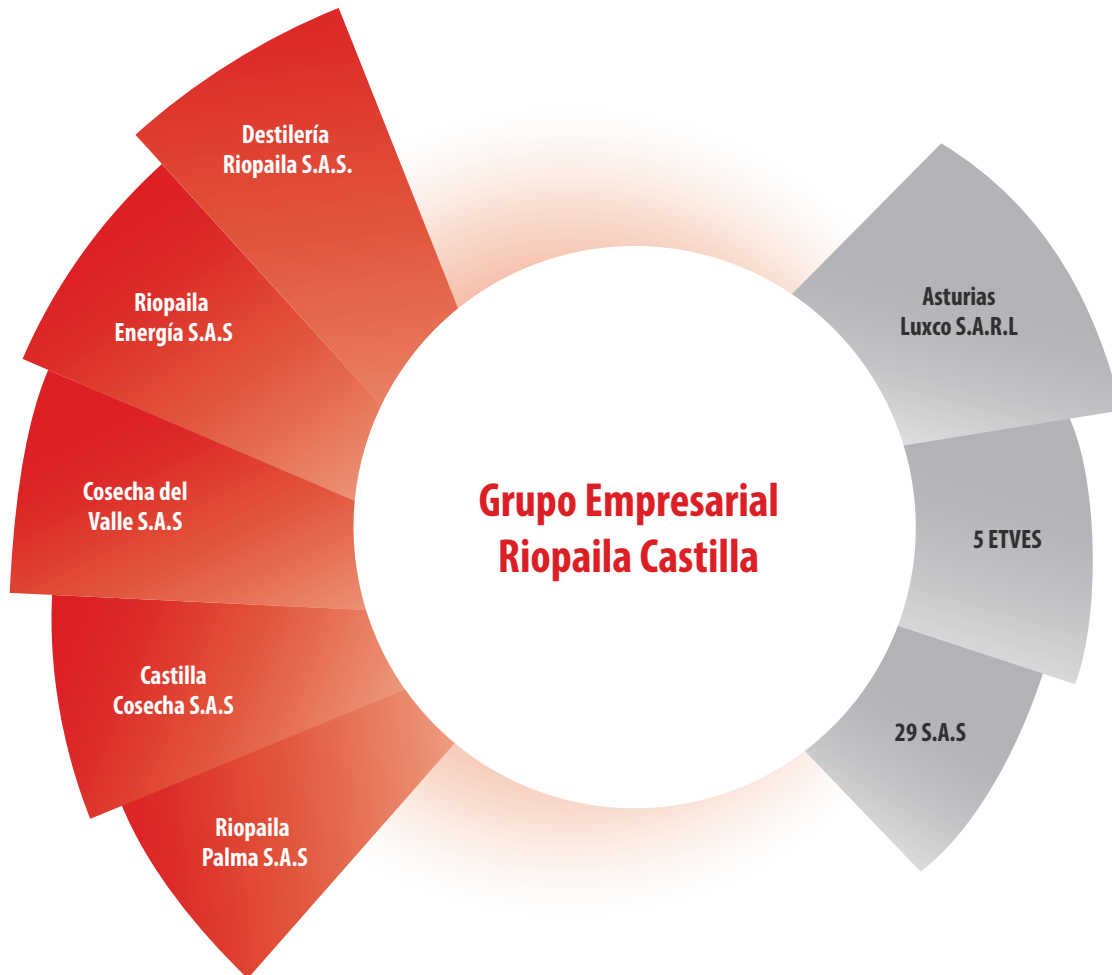 Destilería
Riopaila S.A.S.
Riopaila
Energía S.A.S
Cosecha del
Valle S.A.S
Castilla
Cosecha S.A.S
Riopaila
Palma S.A.S
Grupo Empresarial
Riopaila Castilla
Asturias
Luxco S.A.R.L
5 ETVES
29 S.A.S